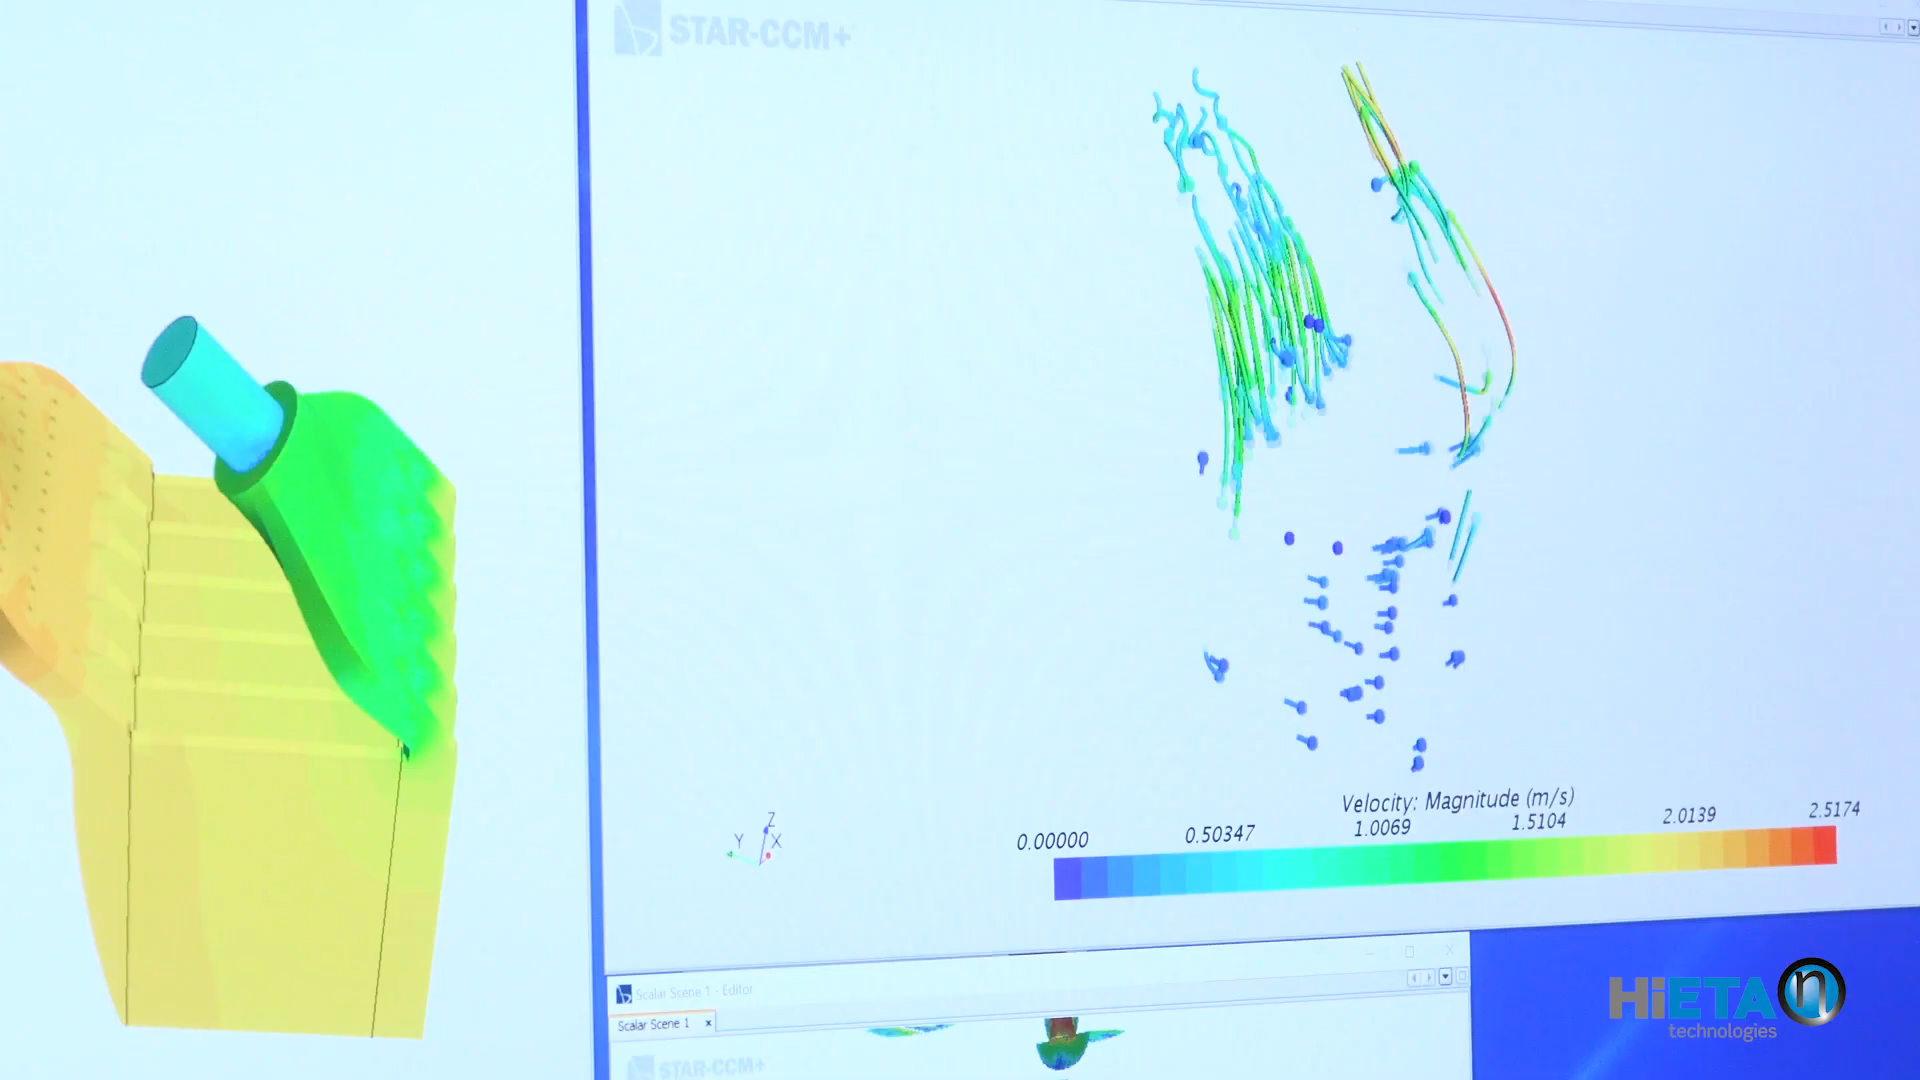 STAR-CCM+
Z
Y
X
Velocity: Magnitude (m/s)
0.00000 0.50347 1.0069 1.5104 2.0139 2.5174
Scalar Scene 1 - Editor
Scalar Scene 1 x
STAR-CCM+
HiETA n
technologies